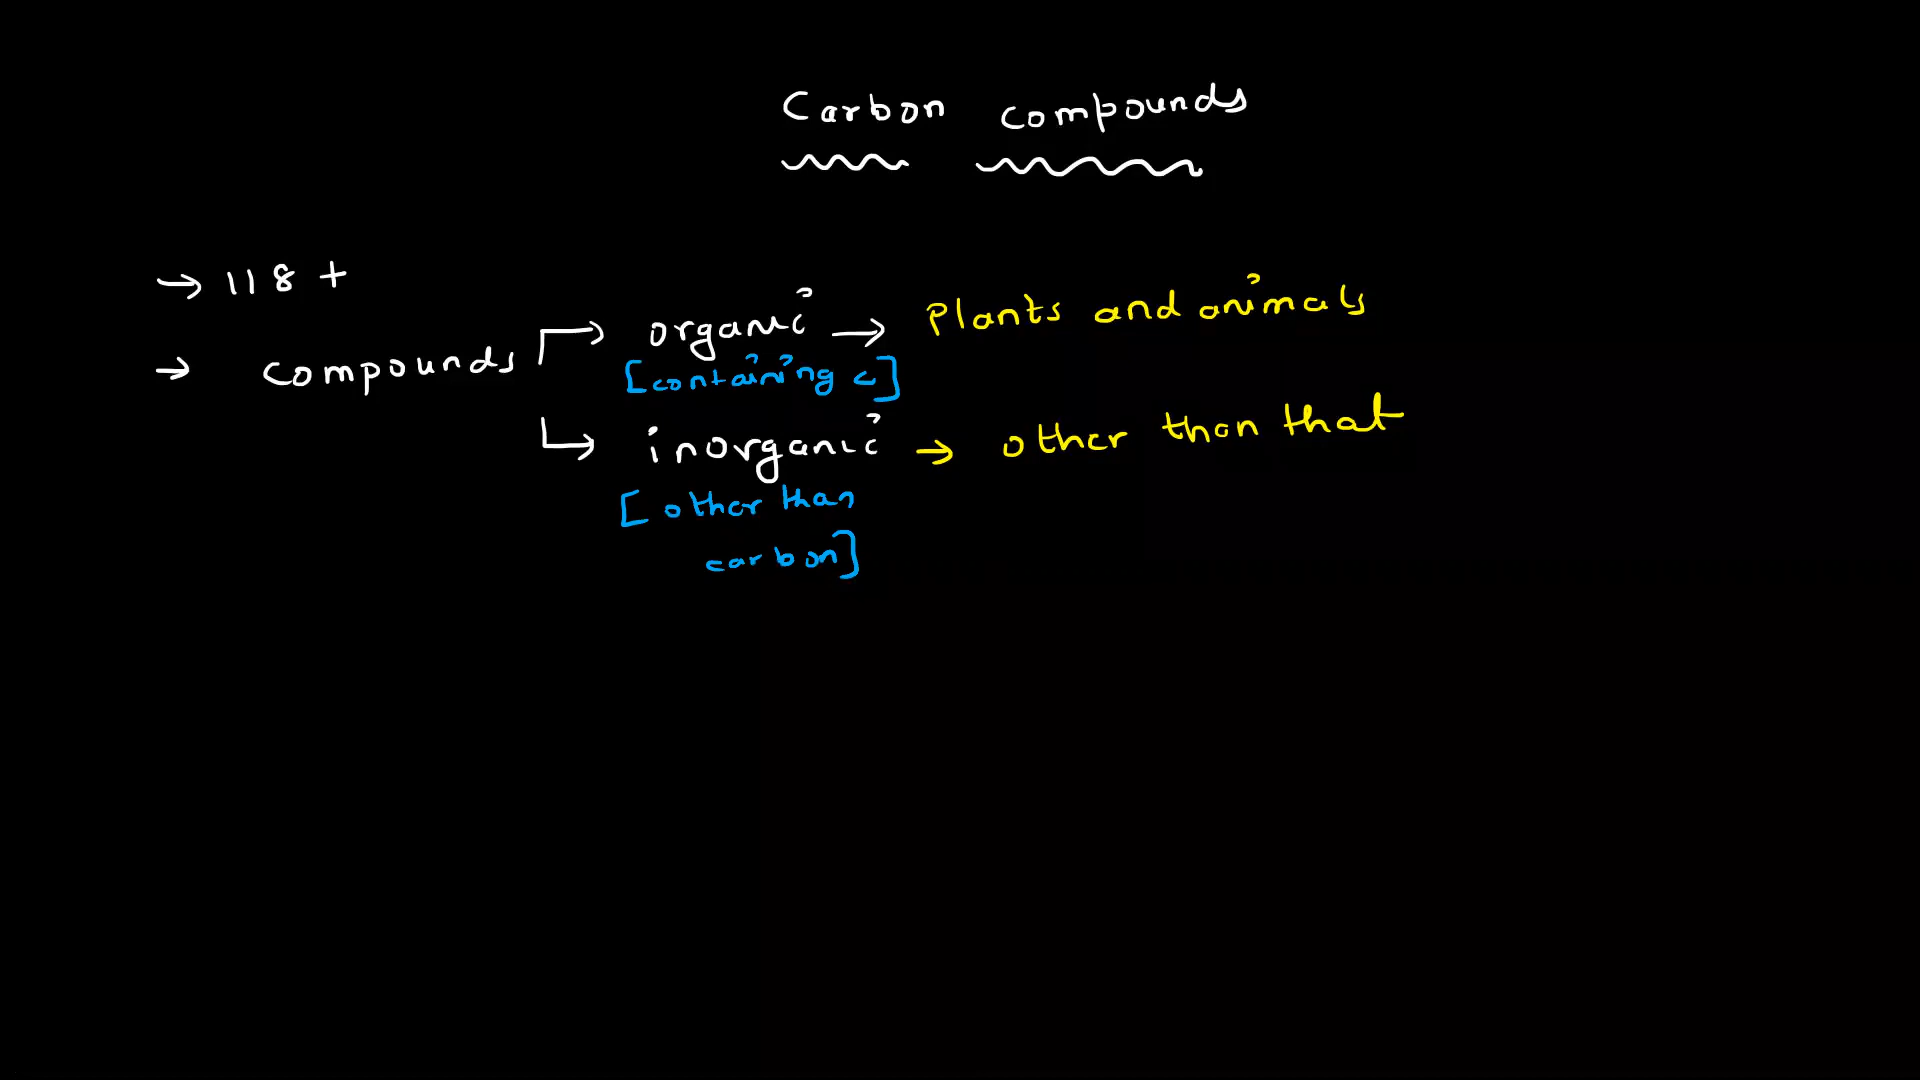 Carbon compounds
→ 118 +
organic → Plants and animals
→ compounds
[containing c]
inorganic → other than that
[other than
carbon]